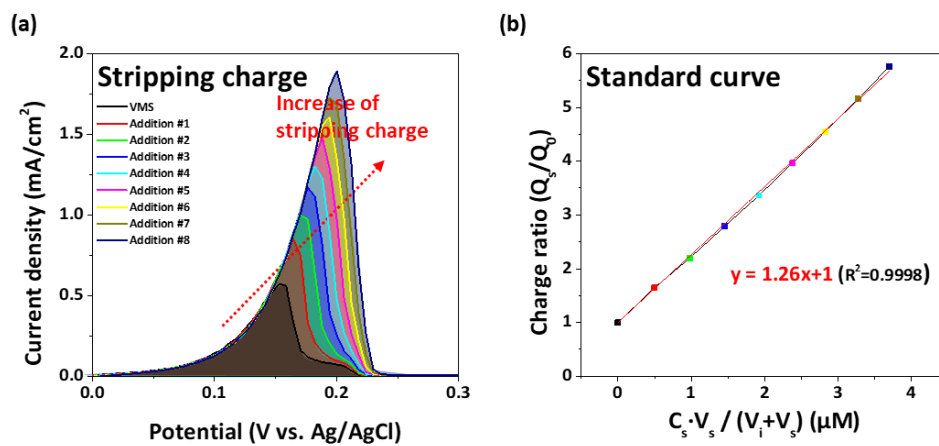 (a)
Stripping charge
VMS
Addition #1
Addition #2
Addition #3
Addition #4
Addition #5
Addition #6
Addition #7
Addition #8
Increase of
stripping charge
2.0
1.5
1.0
0.5
0.0
0.0
0.1
0.2
0.3
Current density (mA/cm²)
Potential (V vs. Ag/AgCl)
(b)
Standard curve
6
5
4
3
2
1
0
0
1
2
3
4
y = 1.26x+1 (R²=0.9998)
Charge ratio (Qₛ/Q₀)
Cₛ·Vₛ / (Vᵢ+Vₛ) (μM)